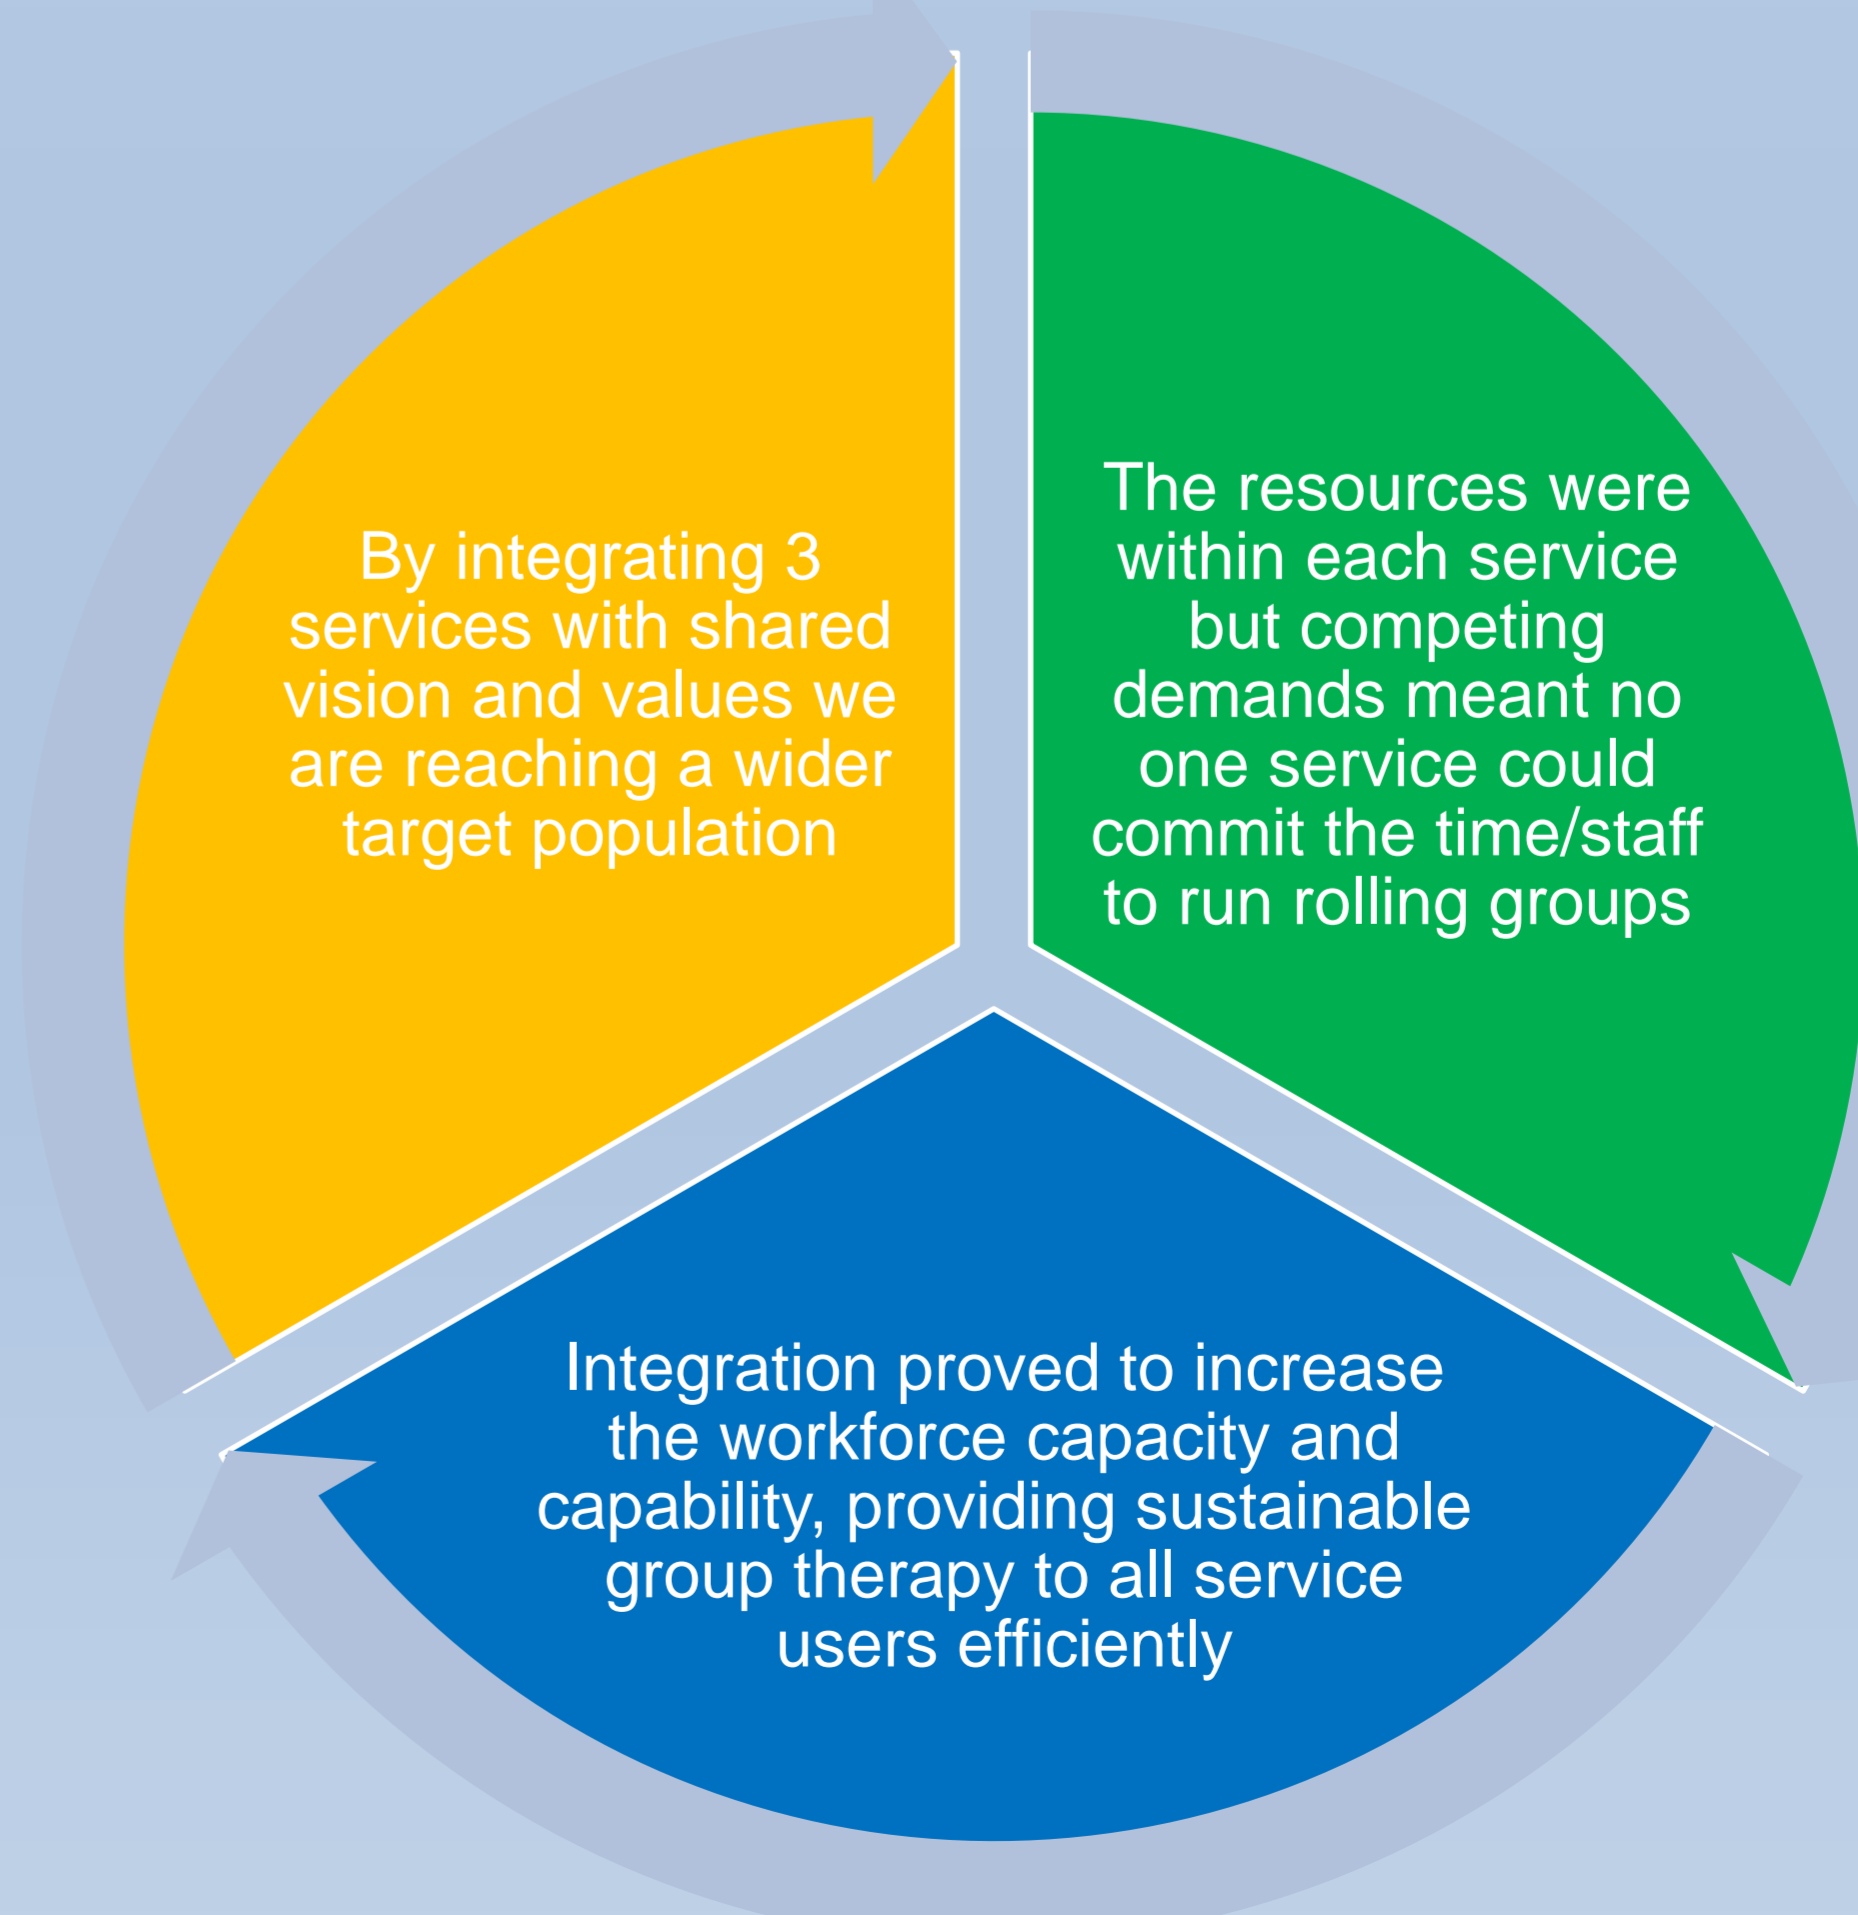 By integrating 3
services with shared
vision and values we
are reaching a wider
target population
The resources were
within each service
but competing
demands meant no
one service could
commit the time/staff
to run rolling groups
Integration proved to increase
the workforce capacity and
capability, providing sustainable
group therapy to all service
users efficiently